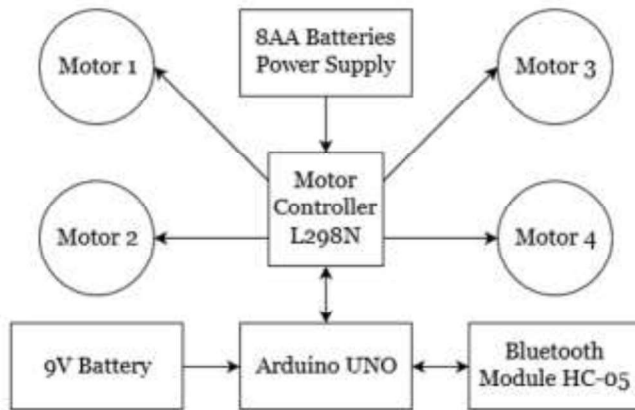 Motor 1
8AA Batteries
Power Supply
Motor 3
Motor
Controller
L298N
Motor 2
Motor 4
9V Battery
Arduino UNO
Bluetooth
Module HC-05